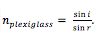 n_plexiglass = sin i / sin r.